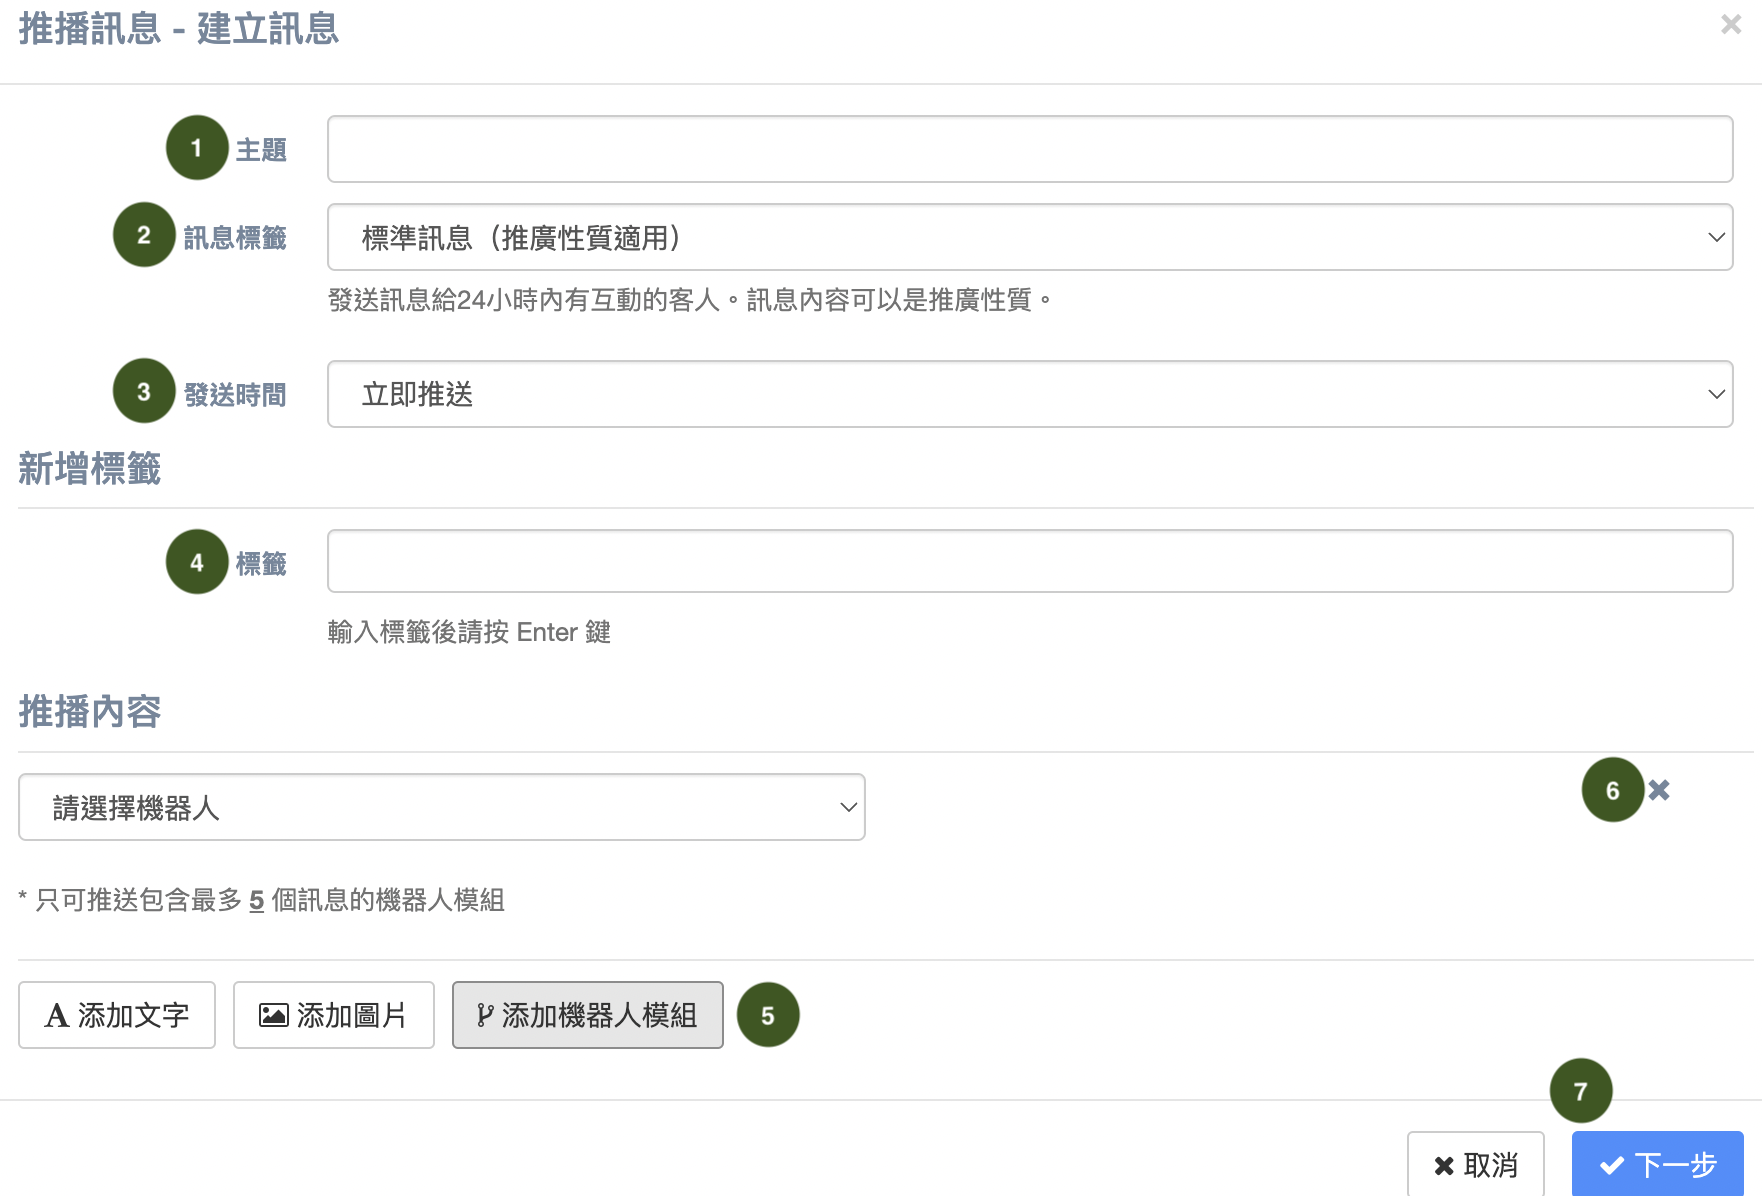 推播訊息 - 建立訊息
1 主題
2 訊息標籤 標準訊息（推廣性質適用）
發送訊息給24小時內有互動的客人。訊息內容可以是推廣性質。
3 發送時間 立即推送
新增標籤
4 標籤
輸入標籤後請按 Enter 鍵
推播內容
請選擇機器人 6
* 只可推送包含最多 5 個訊息的機器人模組
添加文字 添加圖片 添加機器人模組 5
7
取消 下一步